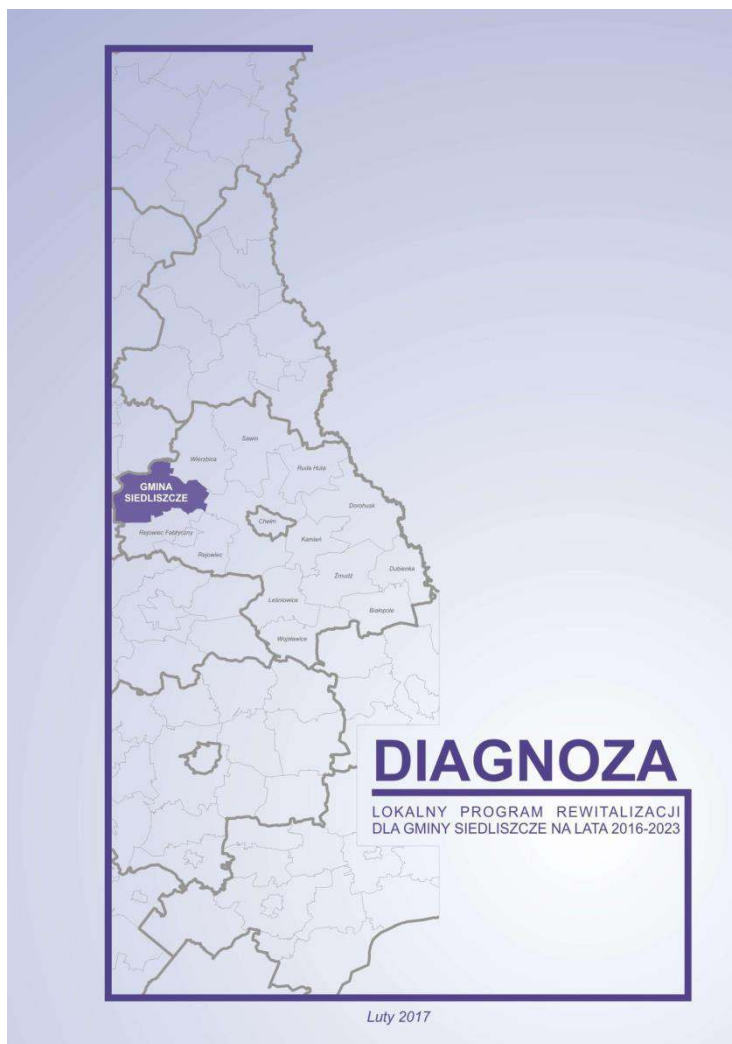 Sawin
Wierzbica
Ruda Huta
GMINA
SIEDLISZCZE
Dorohusk
Chełm
Rejowiec Fabryczny
Kamień
Rejowiec
Dubienka
Żmudź
Leśniowice
Białopole
Wojsławice
DIAGNOZA
LOKALNY PROGRAM REWITALIZACJI
DLA GMINY SIEDLISZCZE NA LATA 2016-2023
Luty 2017